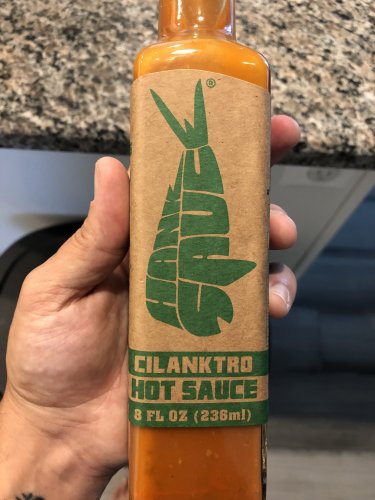 HANK
SAUCE
®
CILANKTRO
HOT SAUCE
8 FL OZ (236ml)